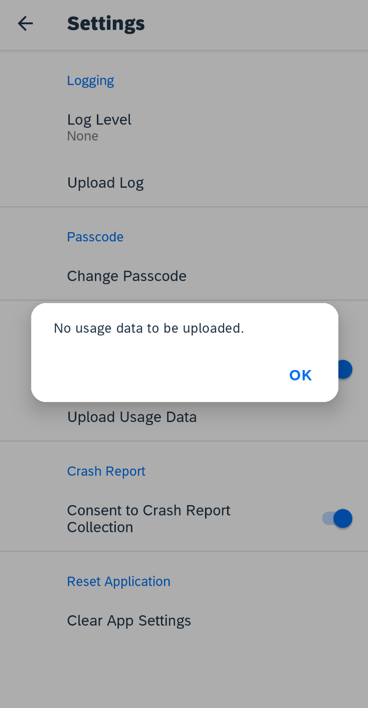 Settings
Logging
Log Level
None
Upload Log
Passcode
Change Passcode
No usage data to be uploaded.
OK
Upload Usage Data
Crash Report
Consent to Crash Report
Collection
Reset Application
Clear App Settings